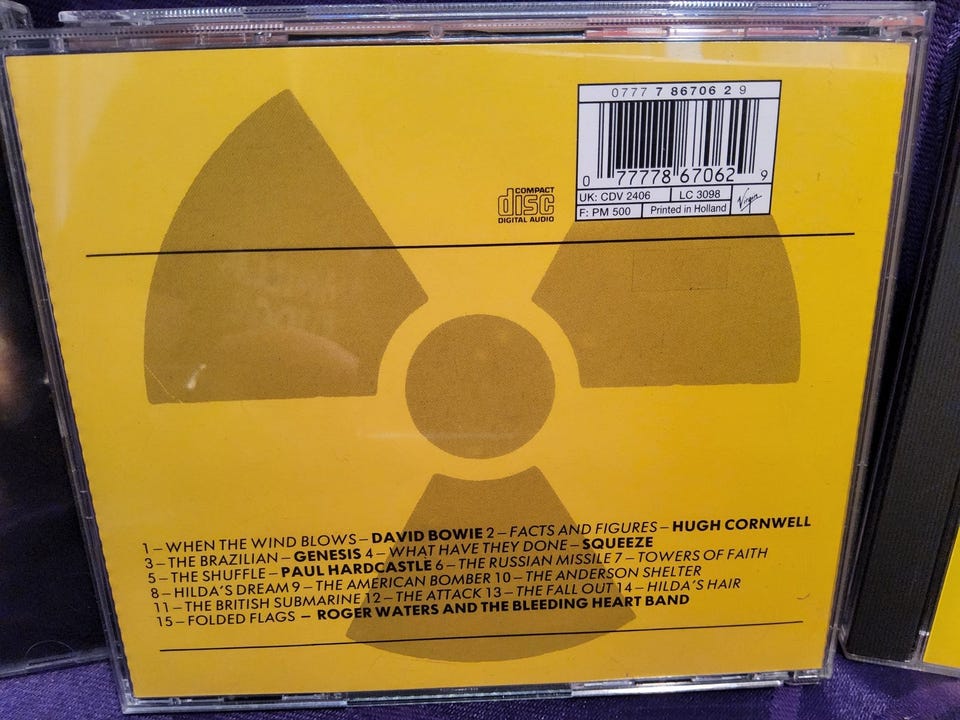 0777 7 86706 2 9
0 77778 67062 9
UK: CDV 2406 LC 3098
F: PM 500 Printed in Holland Virgin
COMPACT
disc
DIGITAL AUDIO
1 – WHEN THE WIND BLOWS – DAVID BOWIE 2 – FACTS AND FIGURES – HUGH CORNWELL
3 – THE BRAZILIAN – GENESIS 4 – WHAT HAVE THEY DONE – SQUEEZE
5 – THE SHUFFLE – PAUL HARDCASTLE 6 – THE RUSSIAN MISSILE 7 – TOWERS OF FAITH
8 – HILDA'S DREAM 9 – THE AMERICAN BOMBER 10 – THE ANDERSON SHELTER
11 – THE BRITISH SUBMARINE 12 – THE ATTACK 13 – THE FALL OUT 14 – HILDA'S HAIR
15 – FOLDED FLAGS – ROGER WATERS AND THE BLEEDING HEART BAND